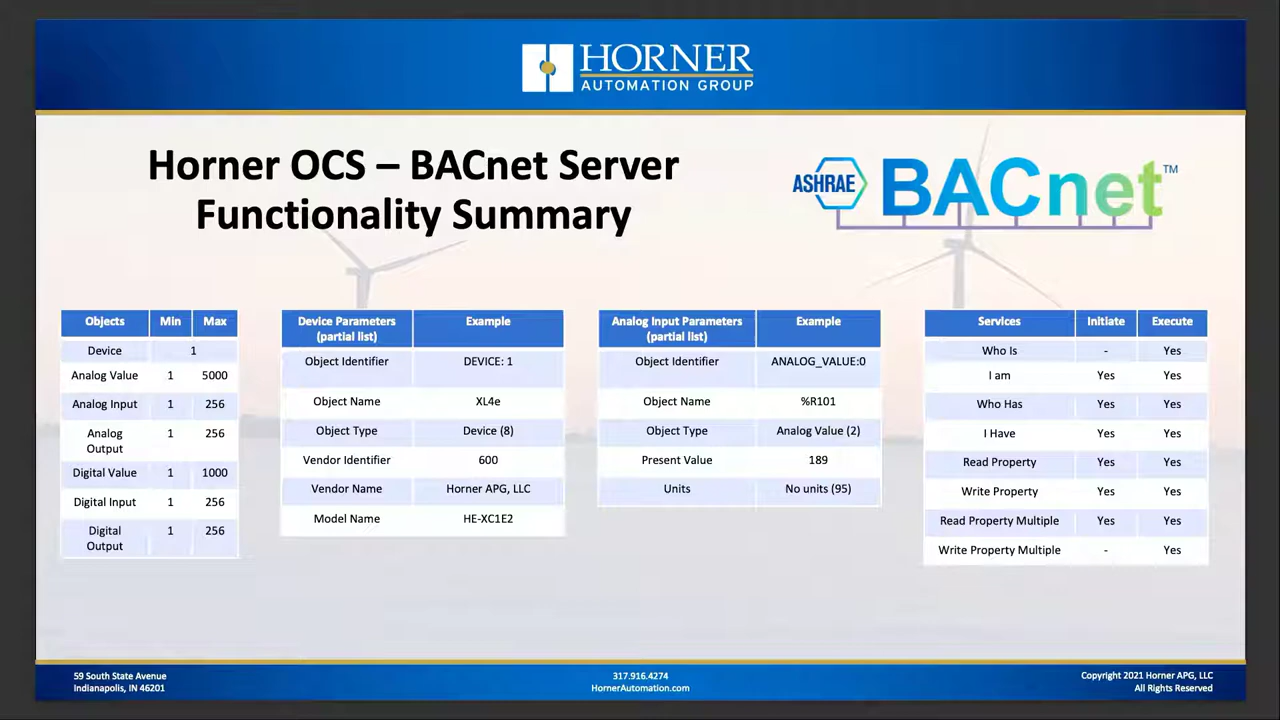 HORNER
AUTOMATION GROUP
Horner OCS – BACnet Server
Functionality Summary
ASHRAE BACnet™
Objects Min Max
Device 1
Analog Value 1 5000
Analog Input 1 256
Analog Output 1 256
Digital Value 1 1000
Digital Input 1 256
Digital Output 1 256
Device Parameters (partial list) Example
Object Identifier DEVICE: 1
Object Name XL4e
Object Type Device (8)
Vendor Identifier 600
Vendor Name Horner APG, LLC
Model Name HE-XC1E2
Analog Input Parameters (partial list) Example
Object Identifier ANALOG_VALUE:0
Object Name %R101
Object Type Analog Value (2)
Present Value 189
Units No units (95)
Services Initiate Execute
Who Is - Yes
I am Yes Yes
Who Has Yes Yes
I Have Yes Yes
Read Property Yes Yes
Write Property Yes Yes
Read Property Multiple Yes Yes
Write Property Multiple - Yes
59 South State Avenue
Indianapolis, IN 46201
317.916.4274
HornerAutomation.com
Copyright 2021 Horner APG, LLC
All Rights Reserved